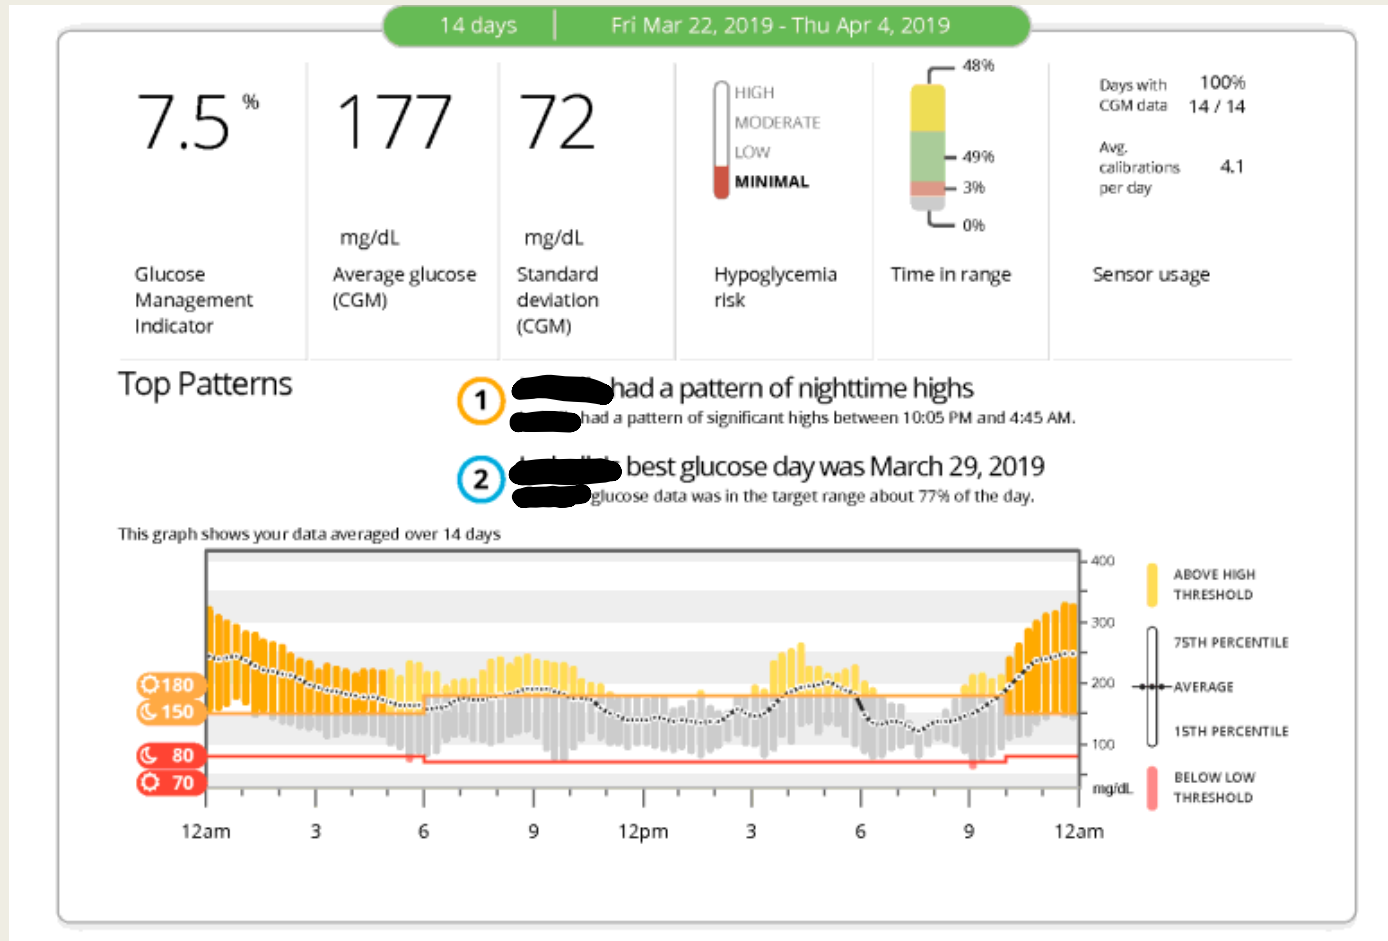 14 days | Fri Mar 22, 2019 - Thu Apr 4, 2019
7.5 %
Glucose
Management
Indicator
177
mg/dL
Average glucose
(CGM)
72
mg/dL
Standard
deviation
(CGM)
HIGH
MODERATE
LOW
MINIMAL
Hypoglycemia
risk
48%
49%
3%
0%
Time in range
Days with 100%
CGM data 14 / 14
Avg.
calibrations 4.1
per day
Sensor usage
Top Patterns
1 had a pattern of nighttime highs
had a pattern of significant highs between 10:05 PM and 4:45 AM.
2 best glucose day was March 29, 2019
glucose data was in the target range about 77% of the day.
This graph shows your data averaged over 14 days
180
150
80
70
400
300
200
100
mg/dL
12am 3 6 9 12pm 3 6 9 12am
ABOVE HIGH
THRESHOLD
75TH PERCENTILE
AVERAGE
15TH PERCENTILE
BELOW LOW
THRESHOLD